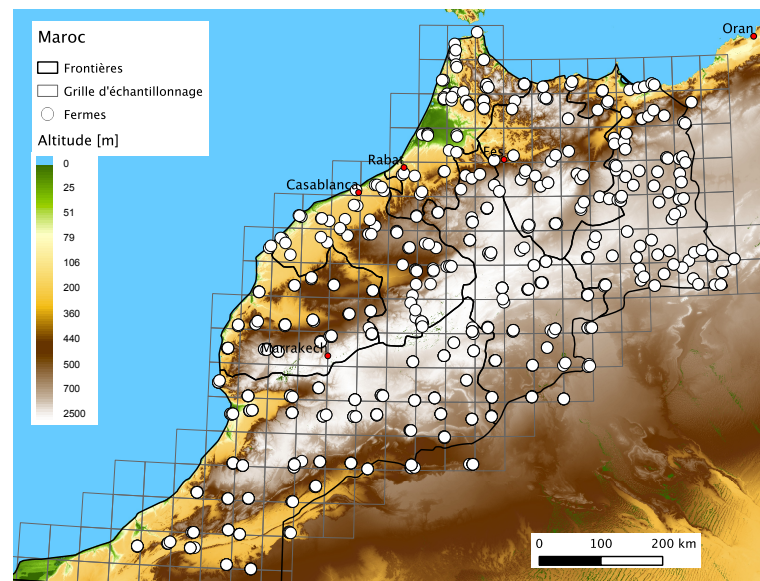 Maroc
Frontières
Grille d'échantillonnage
Fermes
Altitude [m]
0
25
51
79
106
200
360
440
500
700
2500
Oran
Fes
Rabat
Casablanca
Marrakech
0 100 200 km